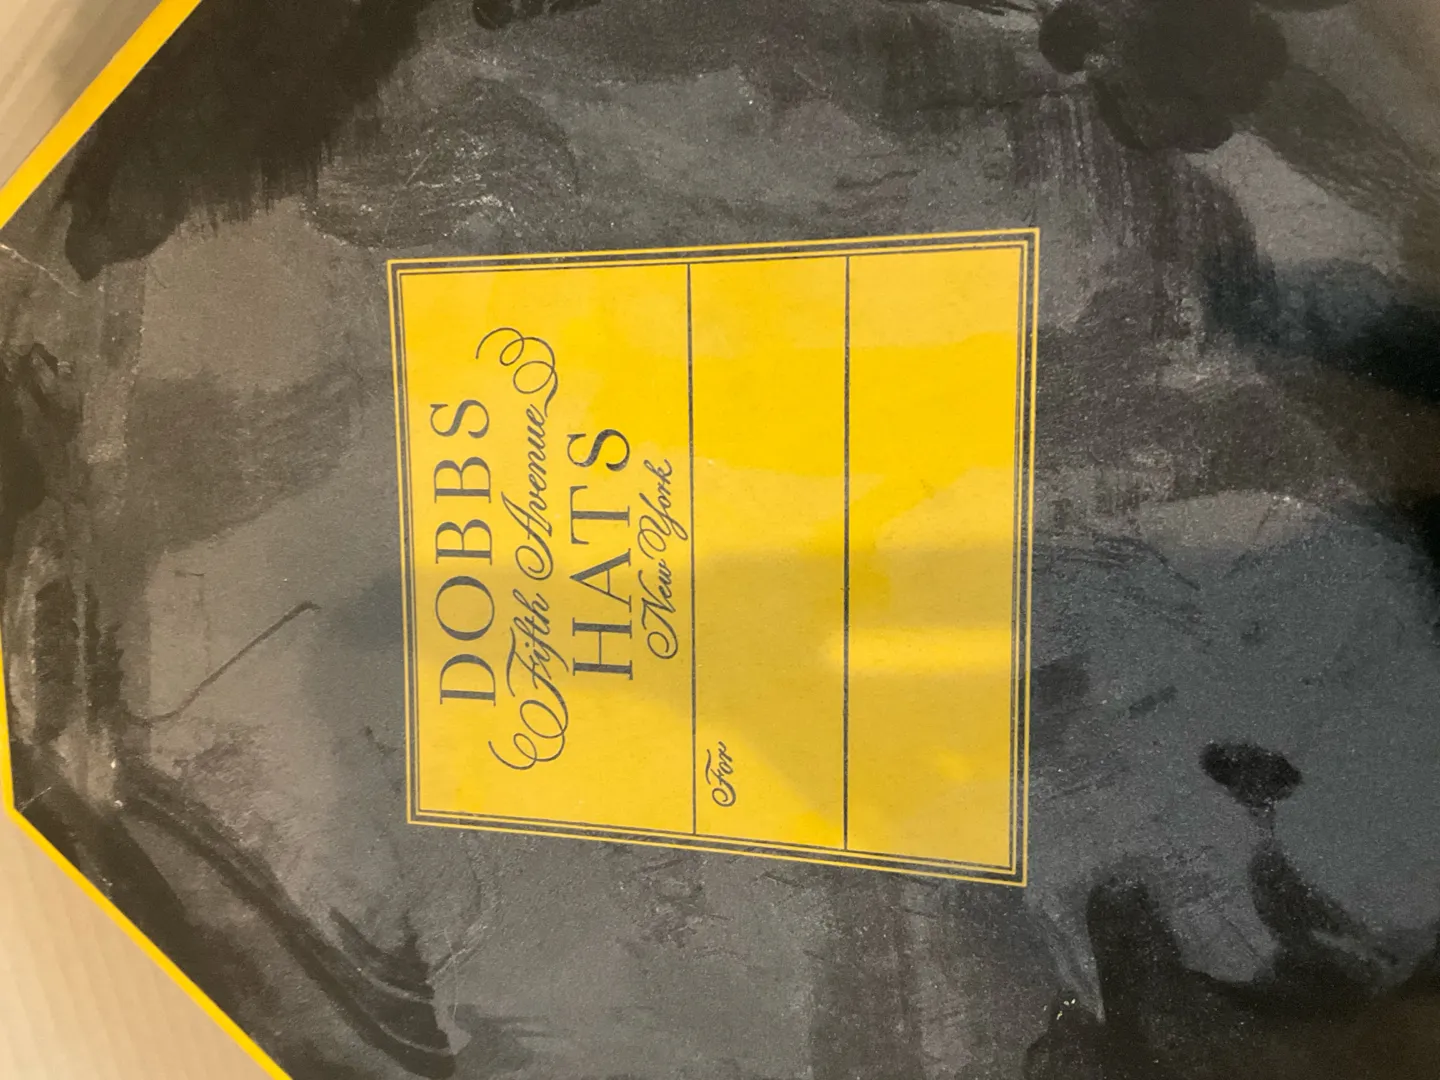 DOBBS
Fifth Avenue
HATS
New York
For